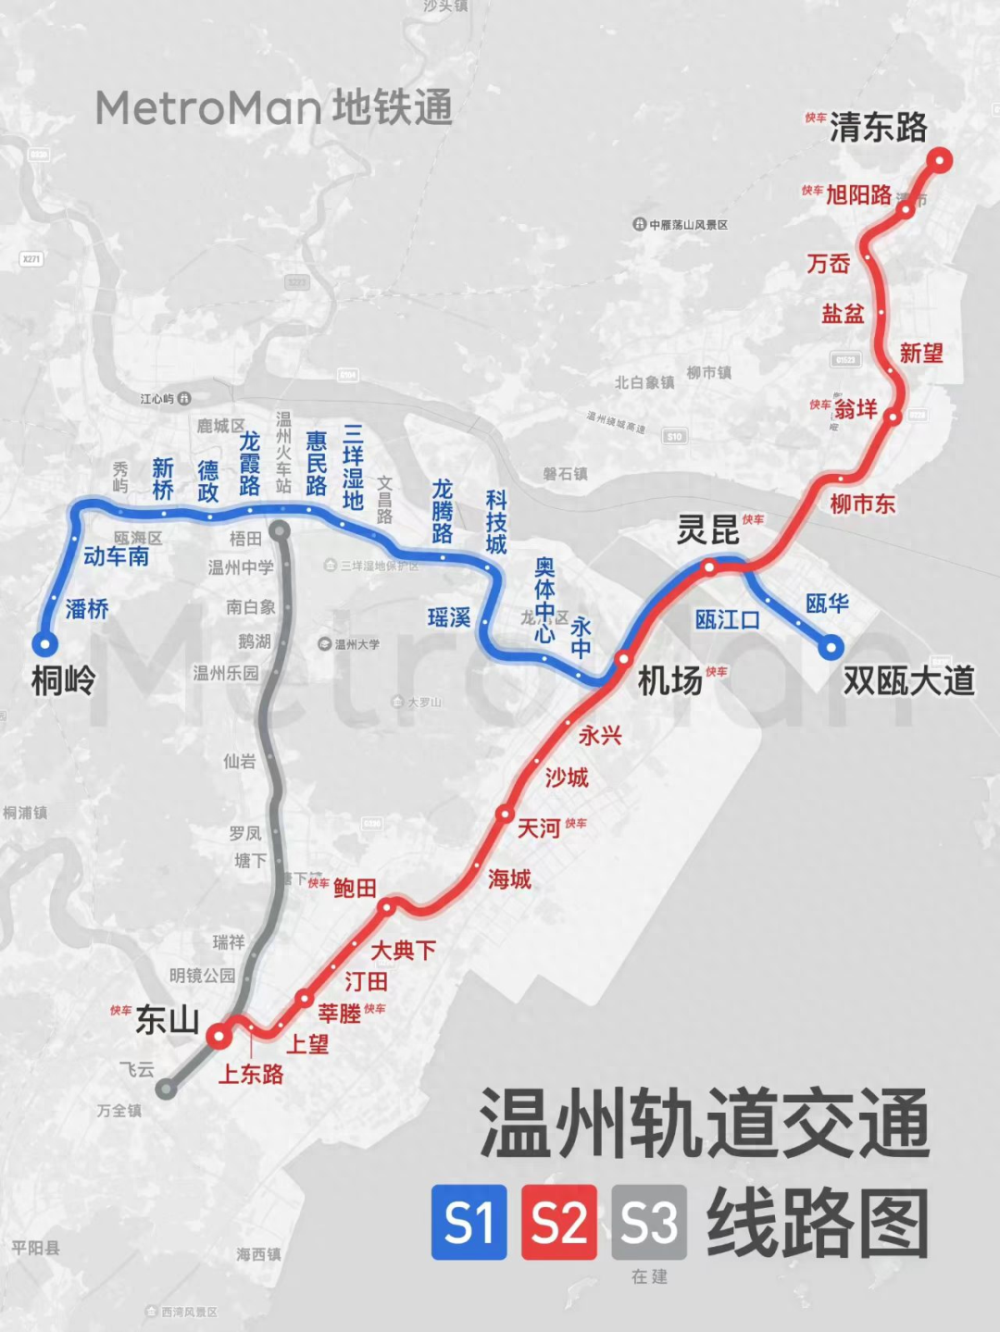 沙头镇
MetroMan 地铁通
快车 清东路
快车 旭阳路
中雁荡山风景区
X271
万岙
盐盆
新望
北白象镇
柳市镇
江心屿
鹿城区
快车 翁垟
温州绕城高速
S10
磐石镇
柳市东
秀屿
新桥
德政
龙霞路
温州火车站
惠民路
三垟湿地
文昌路
龙腾路
科技城
灵昆 快车
瓯海区
动车南
梧田
温州中学
三垟湿地保护区
奥体中心
永中
潘桥
南白象
瑶溪
瓯江口
瓯华
鹅湖
温州大学
桐岭
温州乐园
机场 快车
双瓯大道
大罗山
MetroMan
永兴
仙岩
沙城
桐浦镇
罗凤
天河 快车
塘下
快车 鲍田
海城
瑞祥
大典下
明镜公园
汀田
快车 东山
莘塍 快车
上望
飞云
上东路
万全镇
温州轨道交通
S1 S2 S3 线路图
在建
平阳县
海西镇
西湾风景区